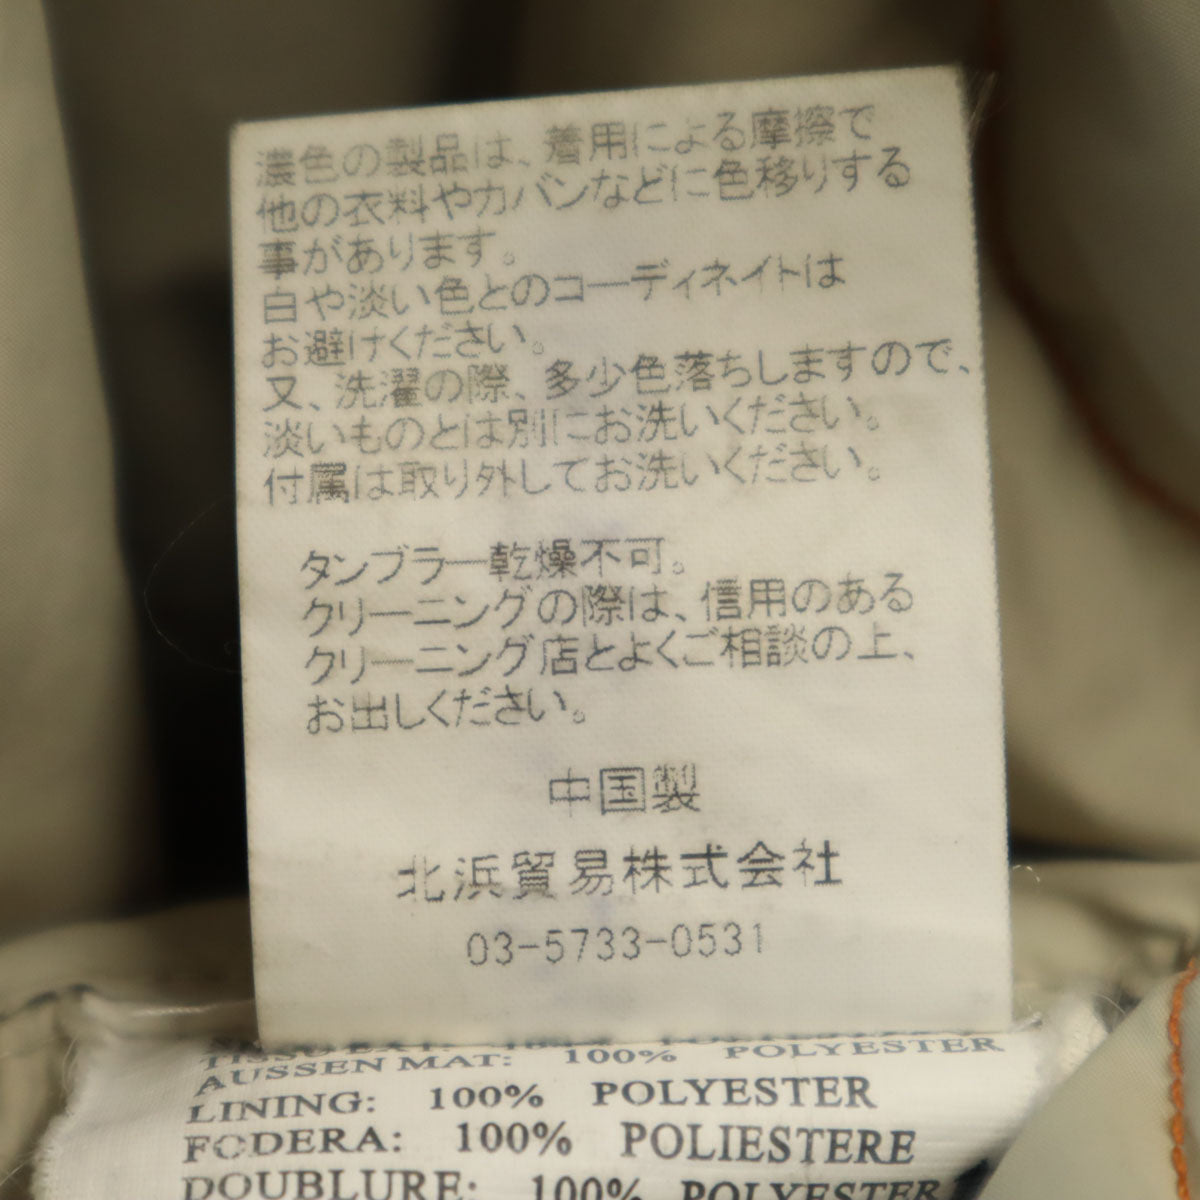 濃色の製品は、着用による摩擦で
他の衣料やカバンなどに色移りする
事があります。
白や淡い色とのコーディネイトは
お避けください。
又、洗濯の際、多少色落ちしますので、
淡いものとは別にお洗いください。
付属は取り外してお洗いください。
タンブラー乾燥不可。
クリーニングの際は、信用のある
クリーニング店とよくご相談の上、
お出しください。
中国製
北浜貿易株式会社
03-5733-0531
AUSSEN MAT: 100% POLYESTER
LINING: 100% POLYESTER
FODERA: 100% POLIESTERE
DOUBLURE: 100% POLYESTER